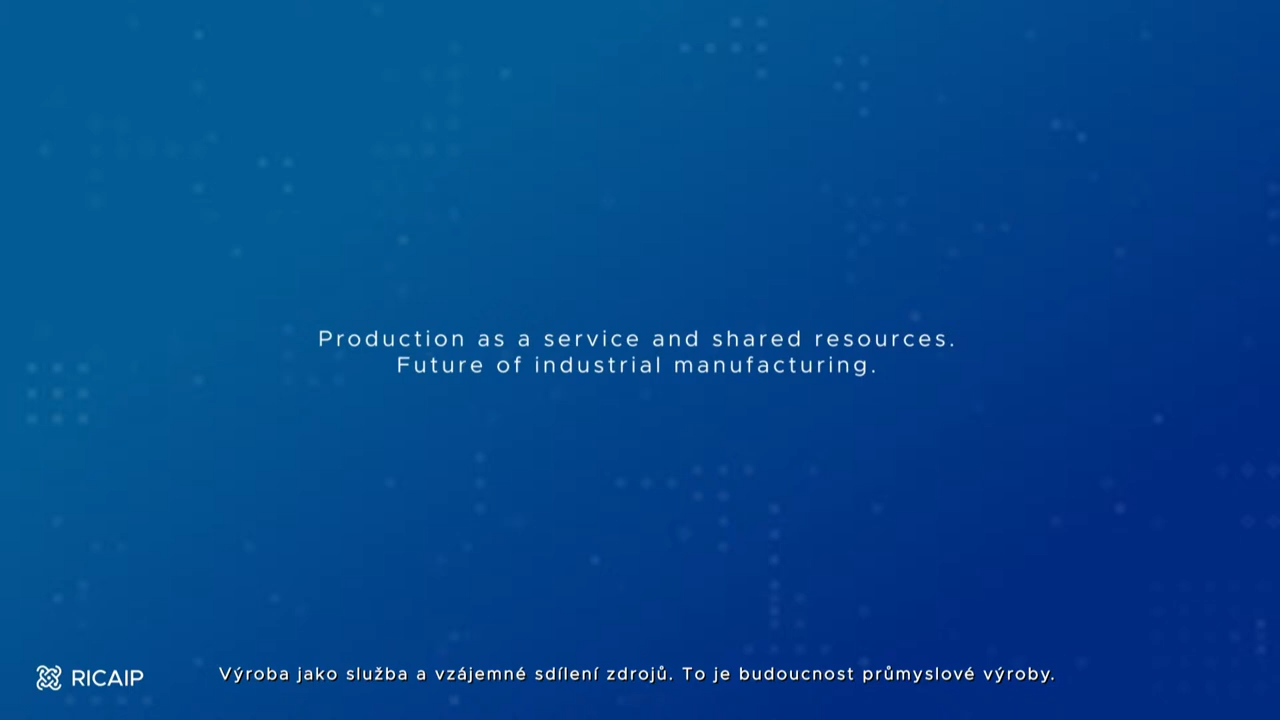 Production as a service and shared resources.
Future of industrial manufacturing.
RICAIP
Výroba jako služba a vzájemné sdílení zdrojů. To je budoucnost průmyslové výroby.